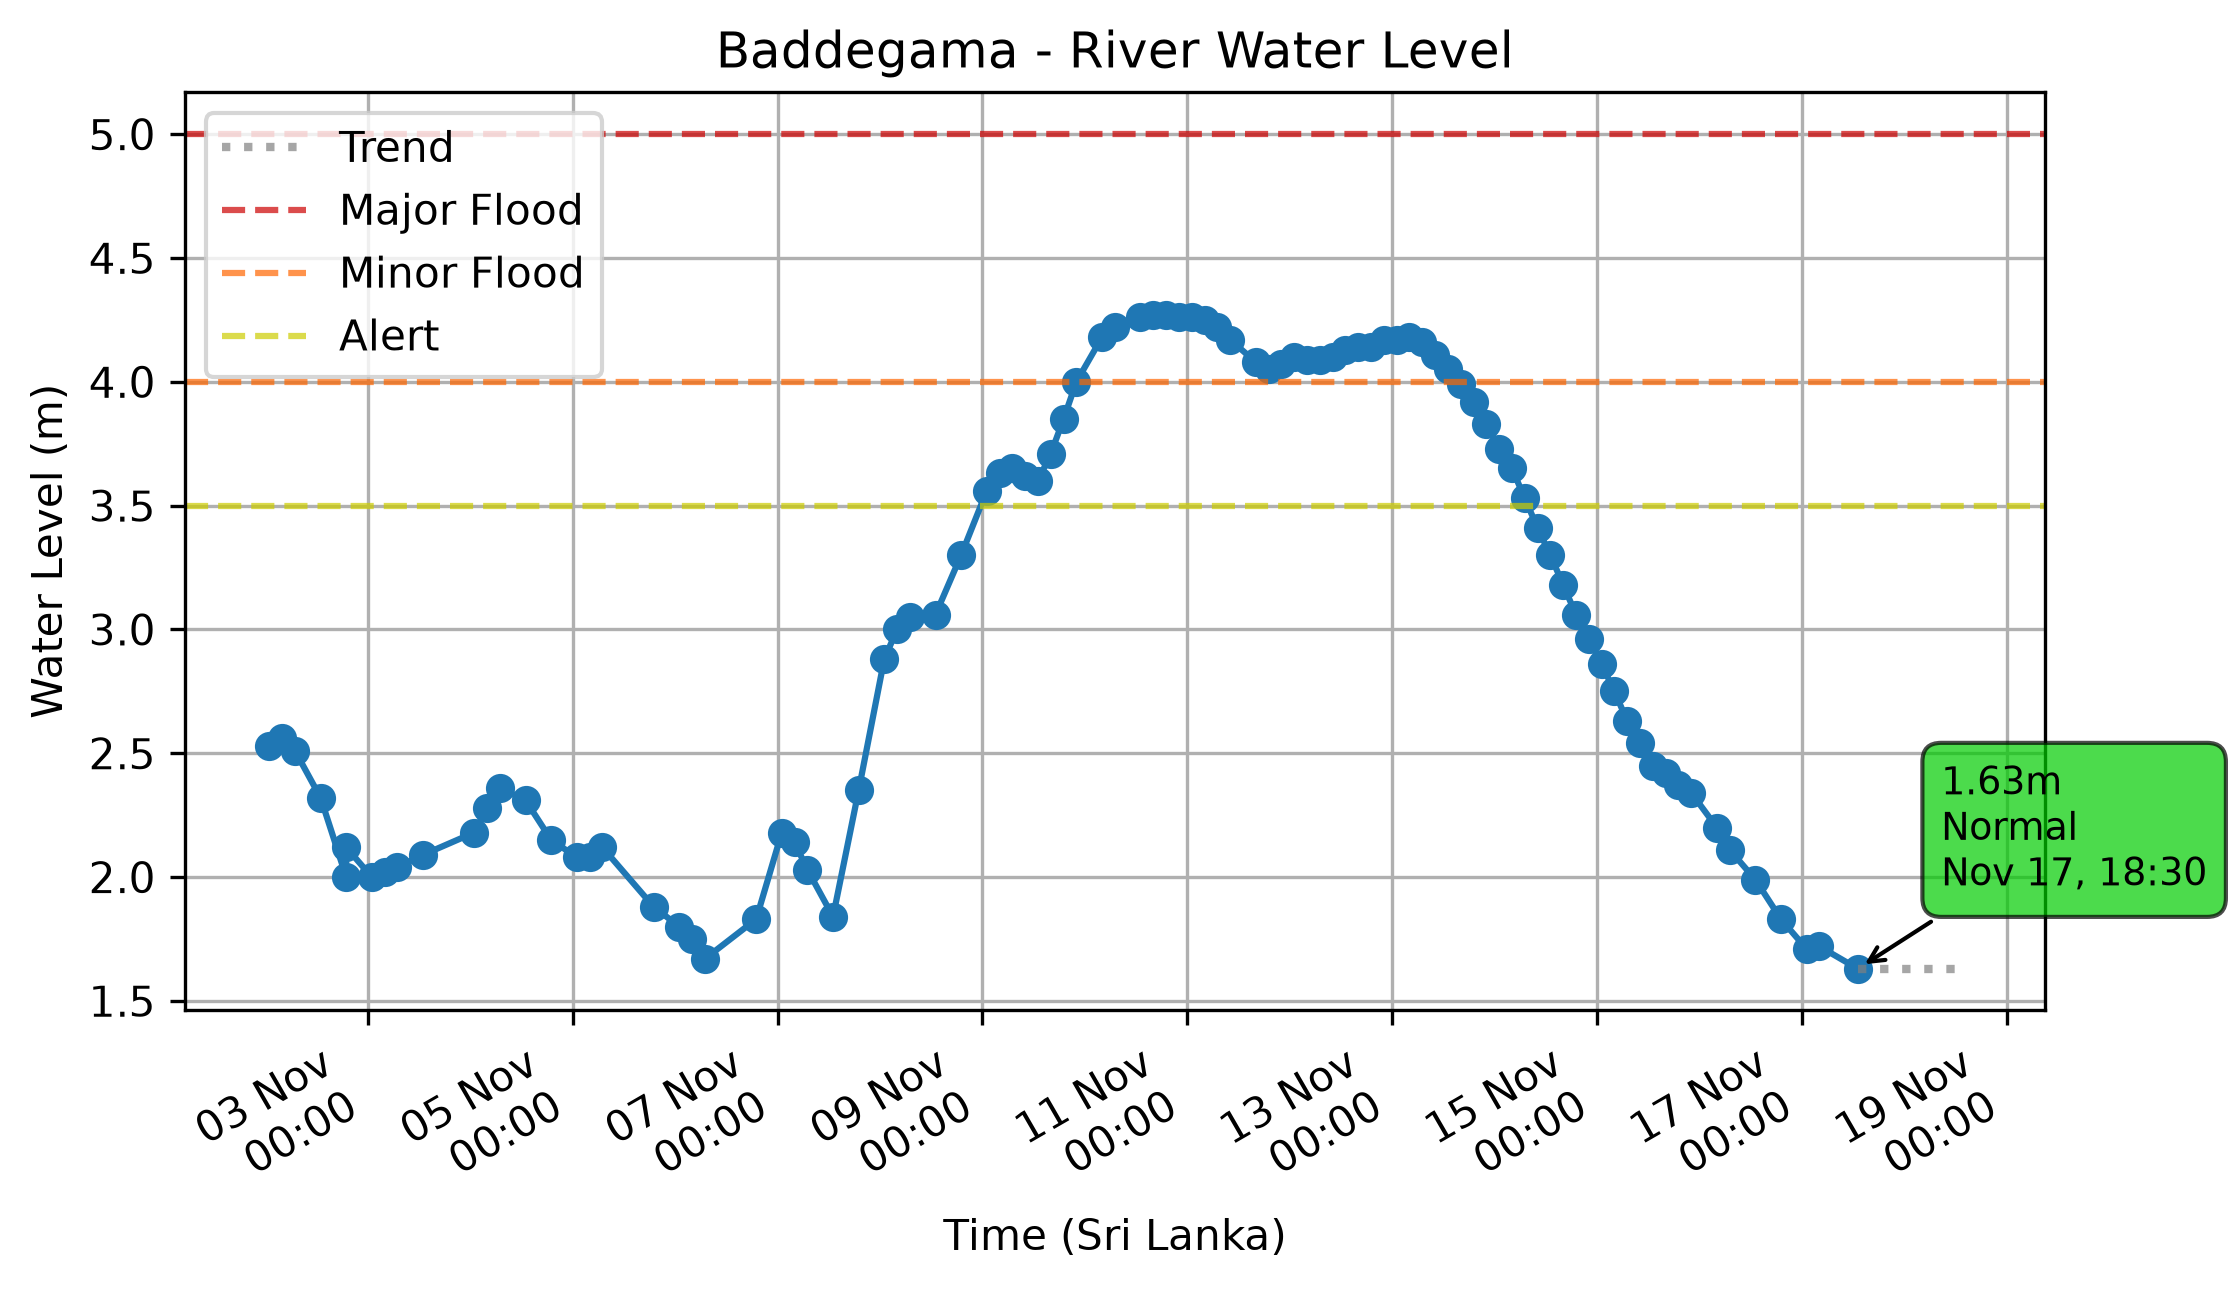 Baddegama - River Water Level
Trend
Major Flood
Minor Flood
Alert
5.0
4.5
4.0
3.5
3.0
2.5
2.0
1.5
Water Level (m)
1.63m
Normal
Nov 17, 18:30
03 Nov
00:00
05 Nov
00:00
07 Nov
00:00
09 Nov
00:00
11 Nov
00:00
13 Nov
00:00
15 Nov
00:00
17 Nov
00:00
19 Nov
00:00
Time (Sri Lanka)